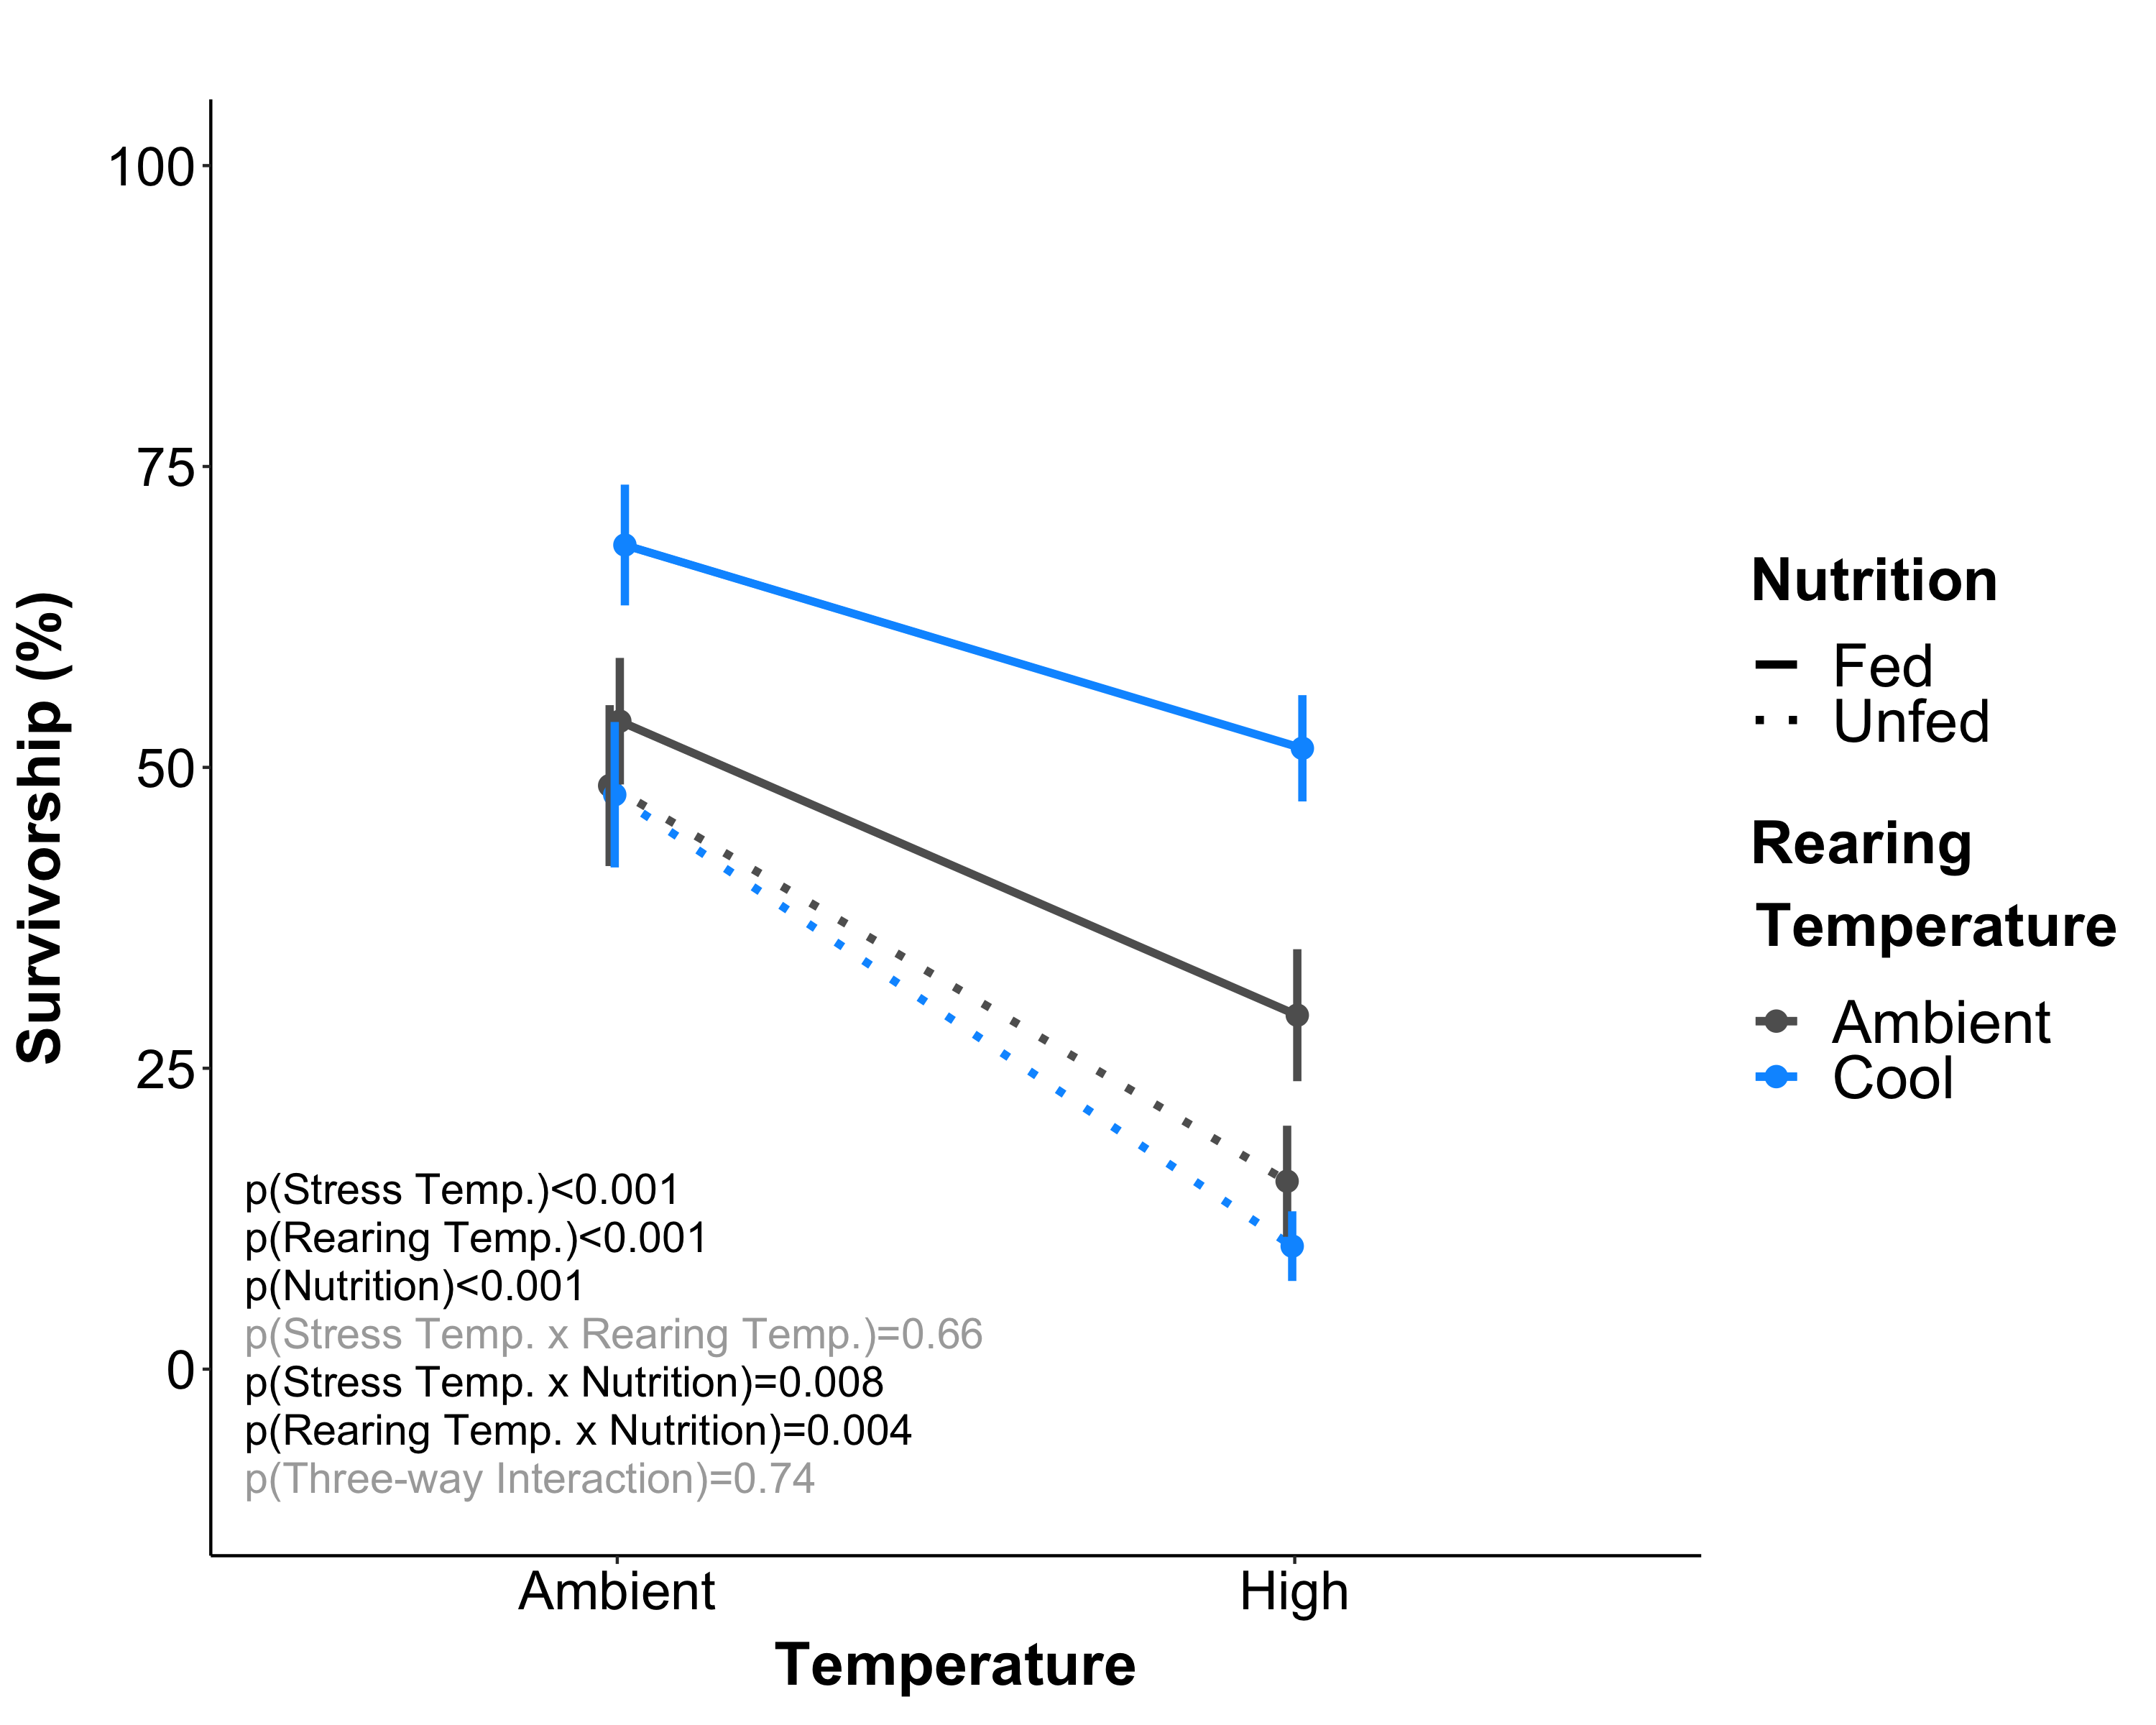 100
75
50
25
0
Survivorship (%)
p(Stress Temp.)<0.001
p(Rearing Temp.)<0.001
p(Nutrition)<0.001
p(Stress Temp. x Rearing Temp.)=0.66
p(Stress Temp. x Nutrition)=0.008
p(Rearing Temp. x Nutrition)=0.004
p(Three-way Interaction)=0.74
Ambient
High
Temperature
Nutrition
Fed
Unfed
Rearing
Temperature
Ambient
Cool